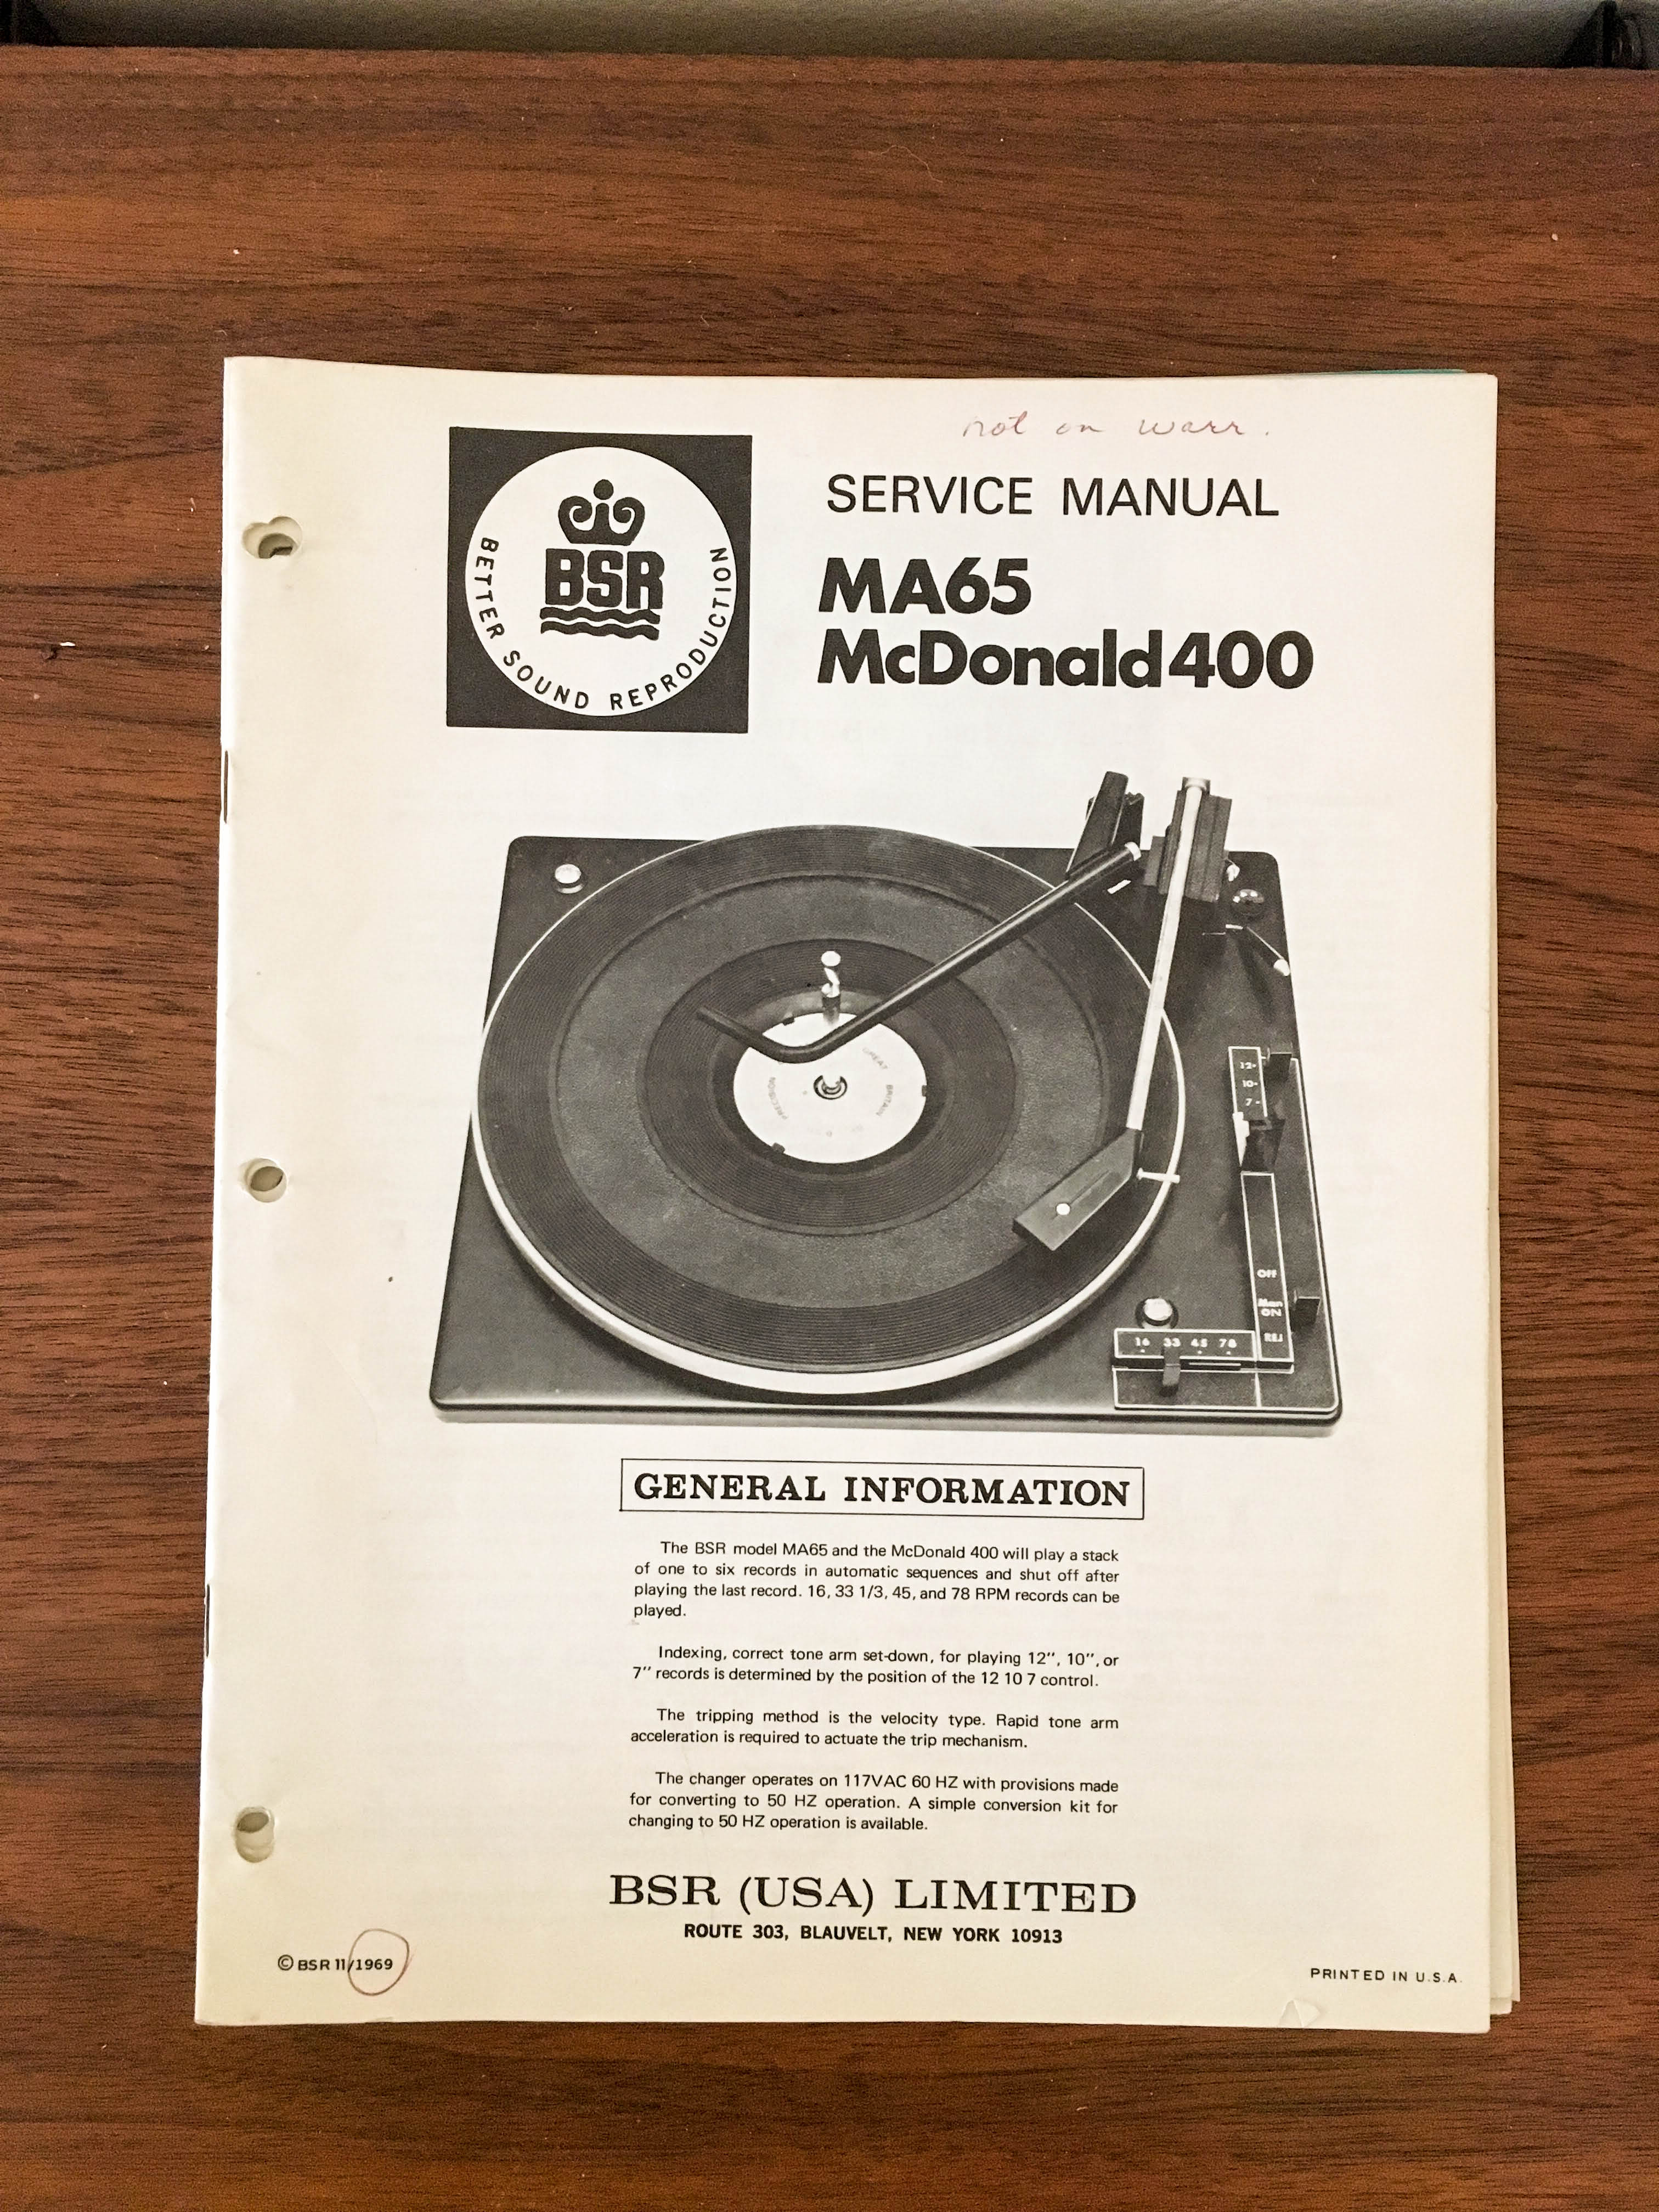 not on warr.
BSR
BETTER SOUND REPRODUCTION
SERVICE MANUAL
MA65
McDonald 400
GREAT BRITAIN
PRECISION
12-
10-
7-
OFF
Man
ON
REJ
16 33 45 78
GENERAL INFORMATION
The BSR model MA65 and the McDonald 400 will play a stack
of one to six records in automatic sequences and shut off after
playing the last record. 16, 33 1/3, 45, and 78 RPM records can be
played.
Indexing, correct tone arm set-down, for playing 12", 10", or
7" records is determined by the position of the 12 10 7 control.
The tripping method is the velocity type. Rapid tone arm
acceleration is required to actuate the trip mechanism.
The changer operates on 117VAC 60 HZ with provisions made
for converting to 50 HZ operation. A simple conversion kit for
changing to 50 HZ operation is available.
BSR (USA) LIMITED
ROUTE 303, BLAUVELT, NEW YORK 10913
© BSR 11/1969
PRINTED IN U.S.A.